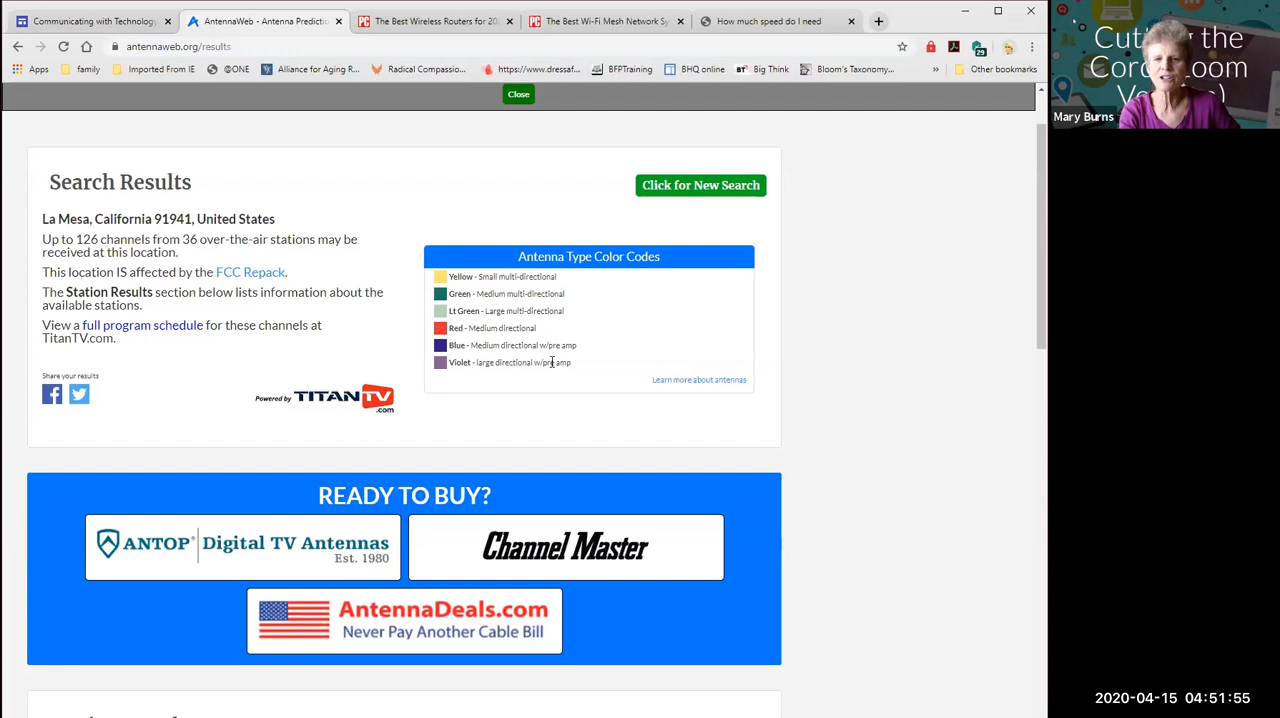 Communicating with Technology
AntennaWeb - Antenna Predictio
The Best Wireless Routers for 202
The Best Wi-Fi Mesh Network Sy
How much speed do I need
antennaweb.org/results
29
Apps
family
Imported From IE
@ONE
Alliance for Aging R...
Radical Compassio...
https://www.dressaf...
BFPTraining
BHQ online
BT Big Think
Bloom's Taxonomy...
»
Other bookmarks
Close
Search Results
Click for New Search
La Mesa, California 91941, United States
Up to 126 channels from 36 over-the-air stations may be
received at this location.
This location IS affected by the FCC Repack.
The Station Results section below lists information about the
available stations.
View a full program schedule for these channels at
TitanTV.com.
Share your results
Powered by TITANTV
.com
Antenna Type Color Codes
Yellow - Small multi-directional
Green - Medium multi-directional
Lt Green - Large multi-directional
Red - Medium directional
Blue - Medium directional w/pre amp
Violet - large directional w/pre amp
Learn more about antennas
READY TO BUY?
ANTOP® Digital TV Antennas
Est. 1980
Channel Master
AntennaDeals.com
Never Pay Another Cable Bill
the
Cord
oom
Mary Burns
2020-04-15 04:51:55